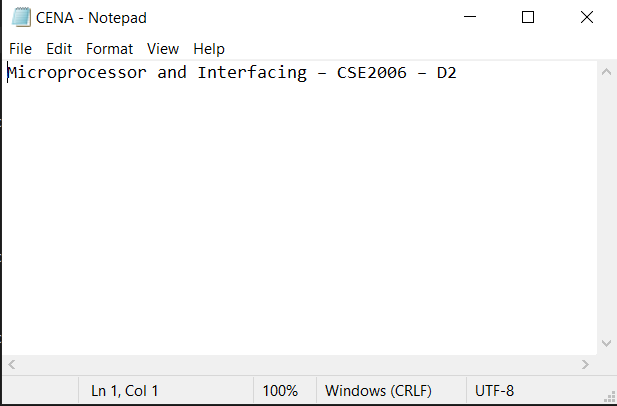 CENA - Notepad
File Edit Format View Help
Microprocessor and Interfacing – CSE2006 – D2
Ln 1, Col 1 100% Windows (CRLF) UTF-8